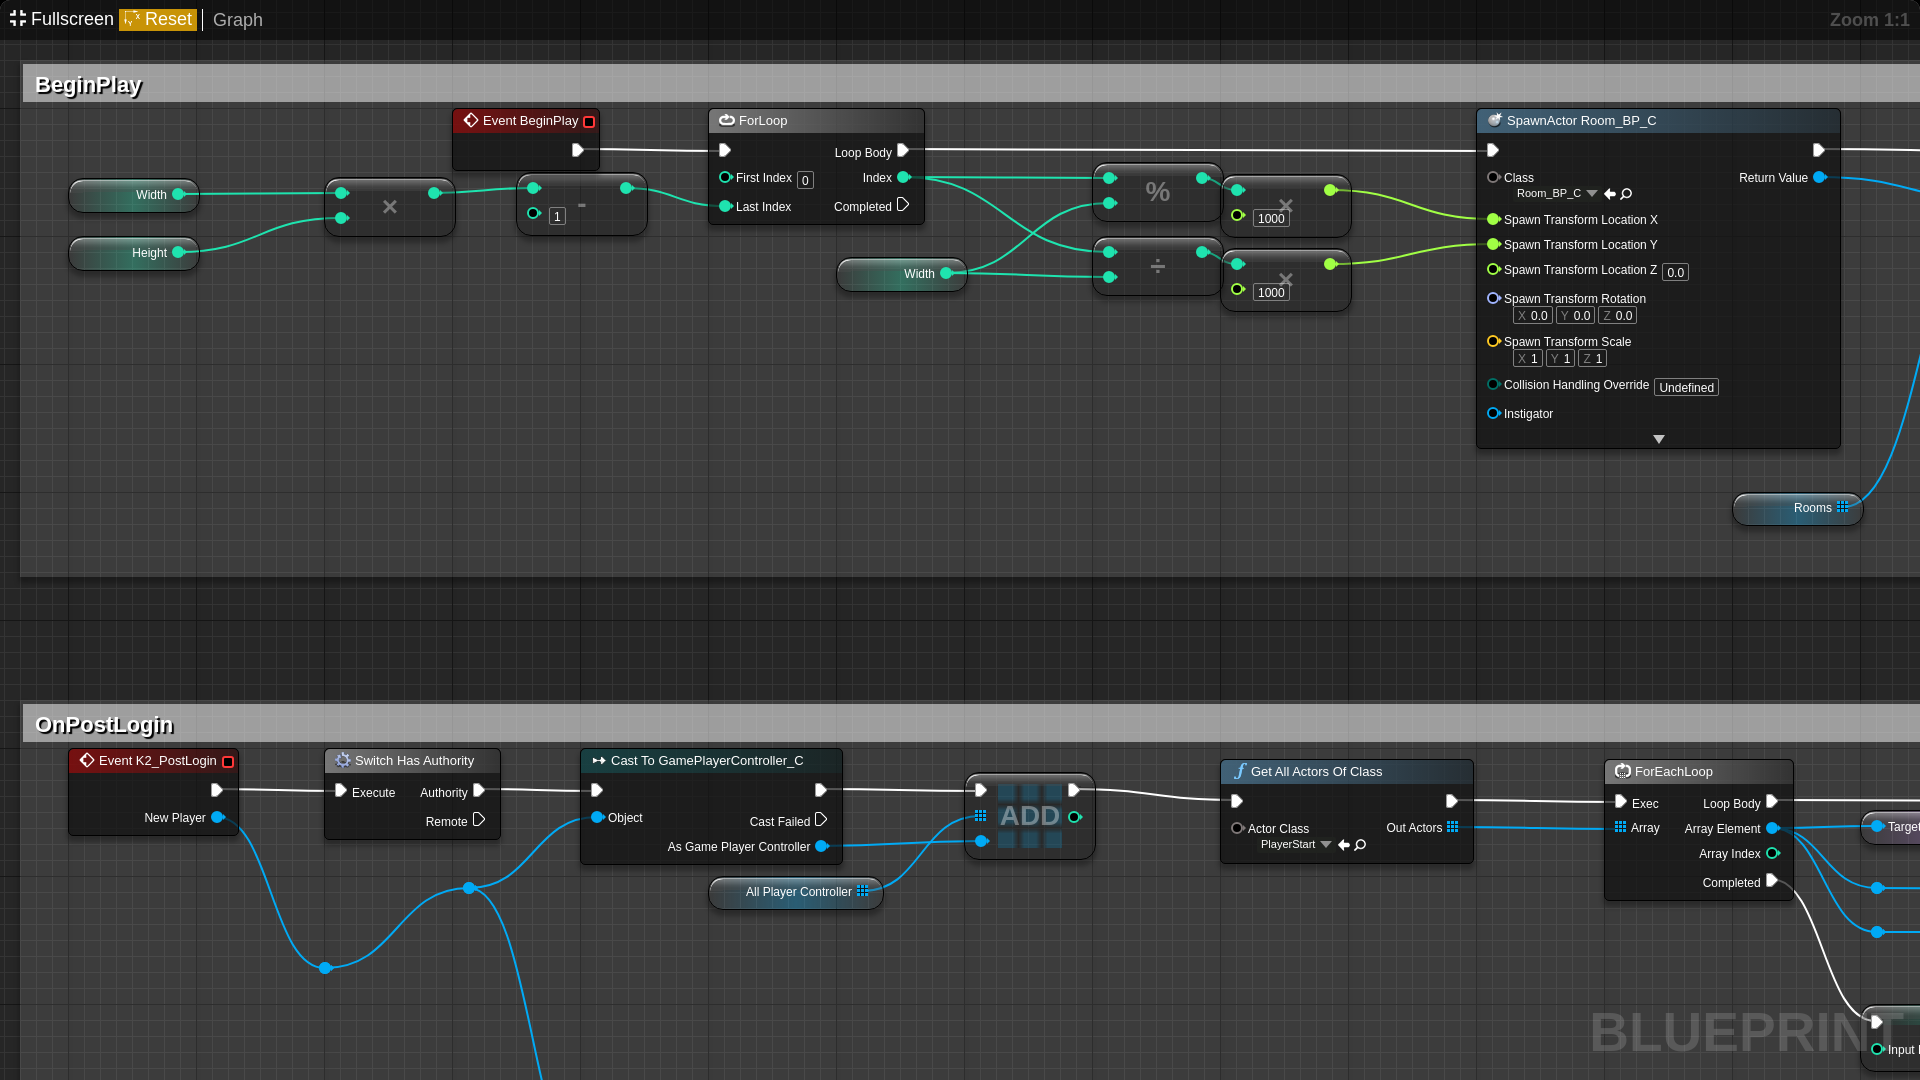 Fullscreen Reset Graph Zoom 1:1
BeginPlay
Event BeginPlay
ForLoop
Loop Body
First Index 0 Index
Last Index Completed
Width
Height
×
-
1
Width
%
÷
×
1000
×
1000
SpawnActor Room_BP_C
Class
Room_BP_C
Return Value
Spawn Transform Location X
Spawn Transform Location Y
Spawn Transform Location Z 0.0
Spawn Transform Rotation
X 0.0 Y 0.0 Z 0.0
Spawn Transform Scale
X 1 Y 1 Z 1
Collision Handling Override Undefined
Instigator
Rooms
OnPostLogin
Event K2_PostLogin
New Player
Switch Has Authority
Execute Authority
Remote
Cast To GamePlayerController_C
Object
Cast Failed
As Game Player Controller
All Player Controller
ADD
Get All Actors Of Class
Actor Class
PlayerStart
Out Actors
ForEachLoop
Exec Loop Body
Array Array Element
Array Index
Completed
Target
Input
BLUEPRINT